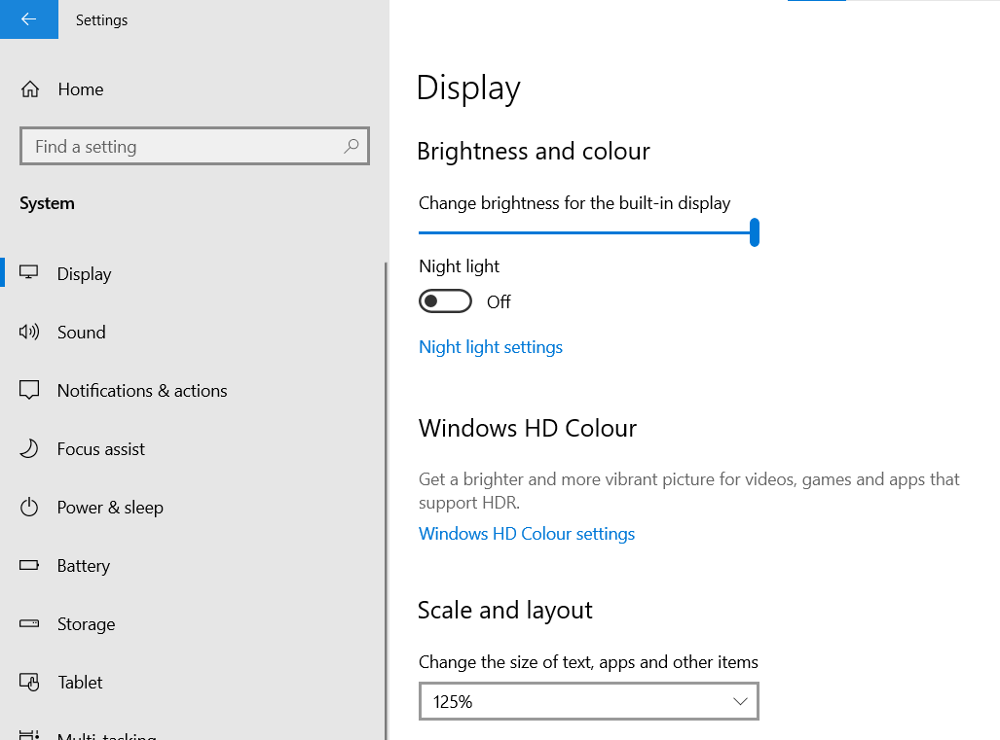 Settings
Home
Find a setting
System
Display
Sound
Notifications & actions
Focus assist
Power & sleep
Battery
Storage
Tablet
Multi-tasking
Display
Brightness and colour
Change brightness for the built-in display
Night light
Off
Night light settings
Windows HD Colour
Get a brighter and more vibrant picture for videos, games and apps that
support HDR.
Windows HD Colour settings
Scale and layout
Change the size of text, apps and other items
125%